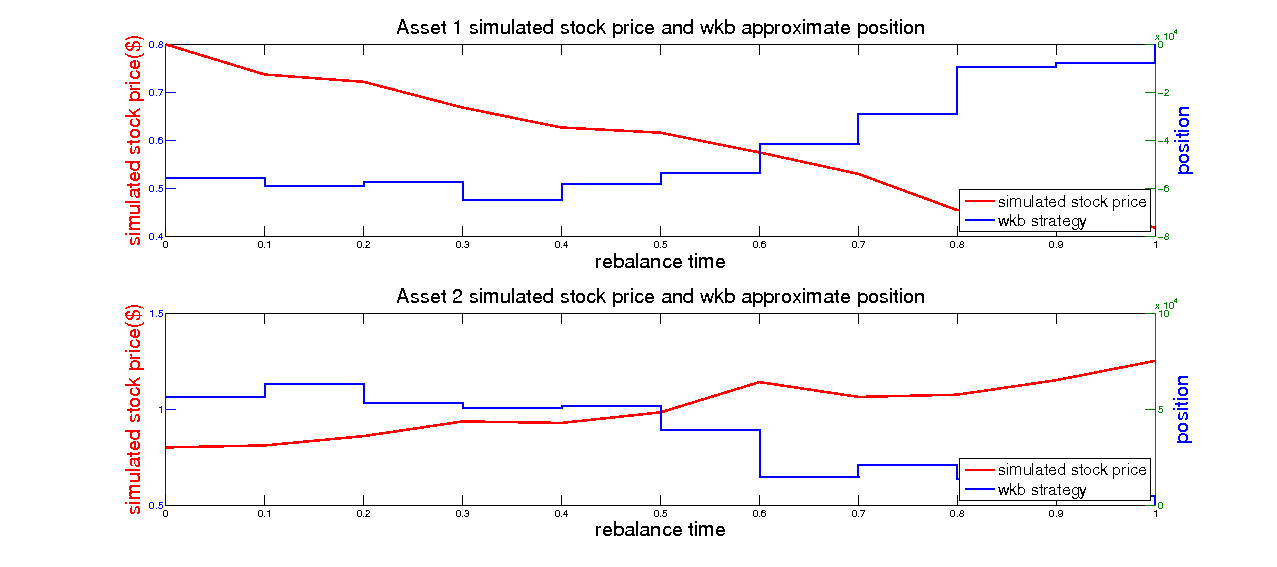 Asset 1 simulated stock price and wkb approximate position
x 10^4
simulated stock price($)
0.8
0.7
0.6
0.5
0.4
0
−2
−4
−6
−8
position
simulated stock price
wkb strategy
0 0.1 0.2 0.3 0.4 0.5 0.6 0.7 0.8 0.9 1
rebalance time
Asset 2 simulated stock price and wkb approximate position
x 10^4
simulated stock price($)
1.5
1
0.5
10
5
0
position
simulated stock price
wkb strategy
0 0.1 0.2 0.3 0.4 0.5 0.6 0.7 0.8 0.9 1
rebalance time